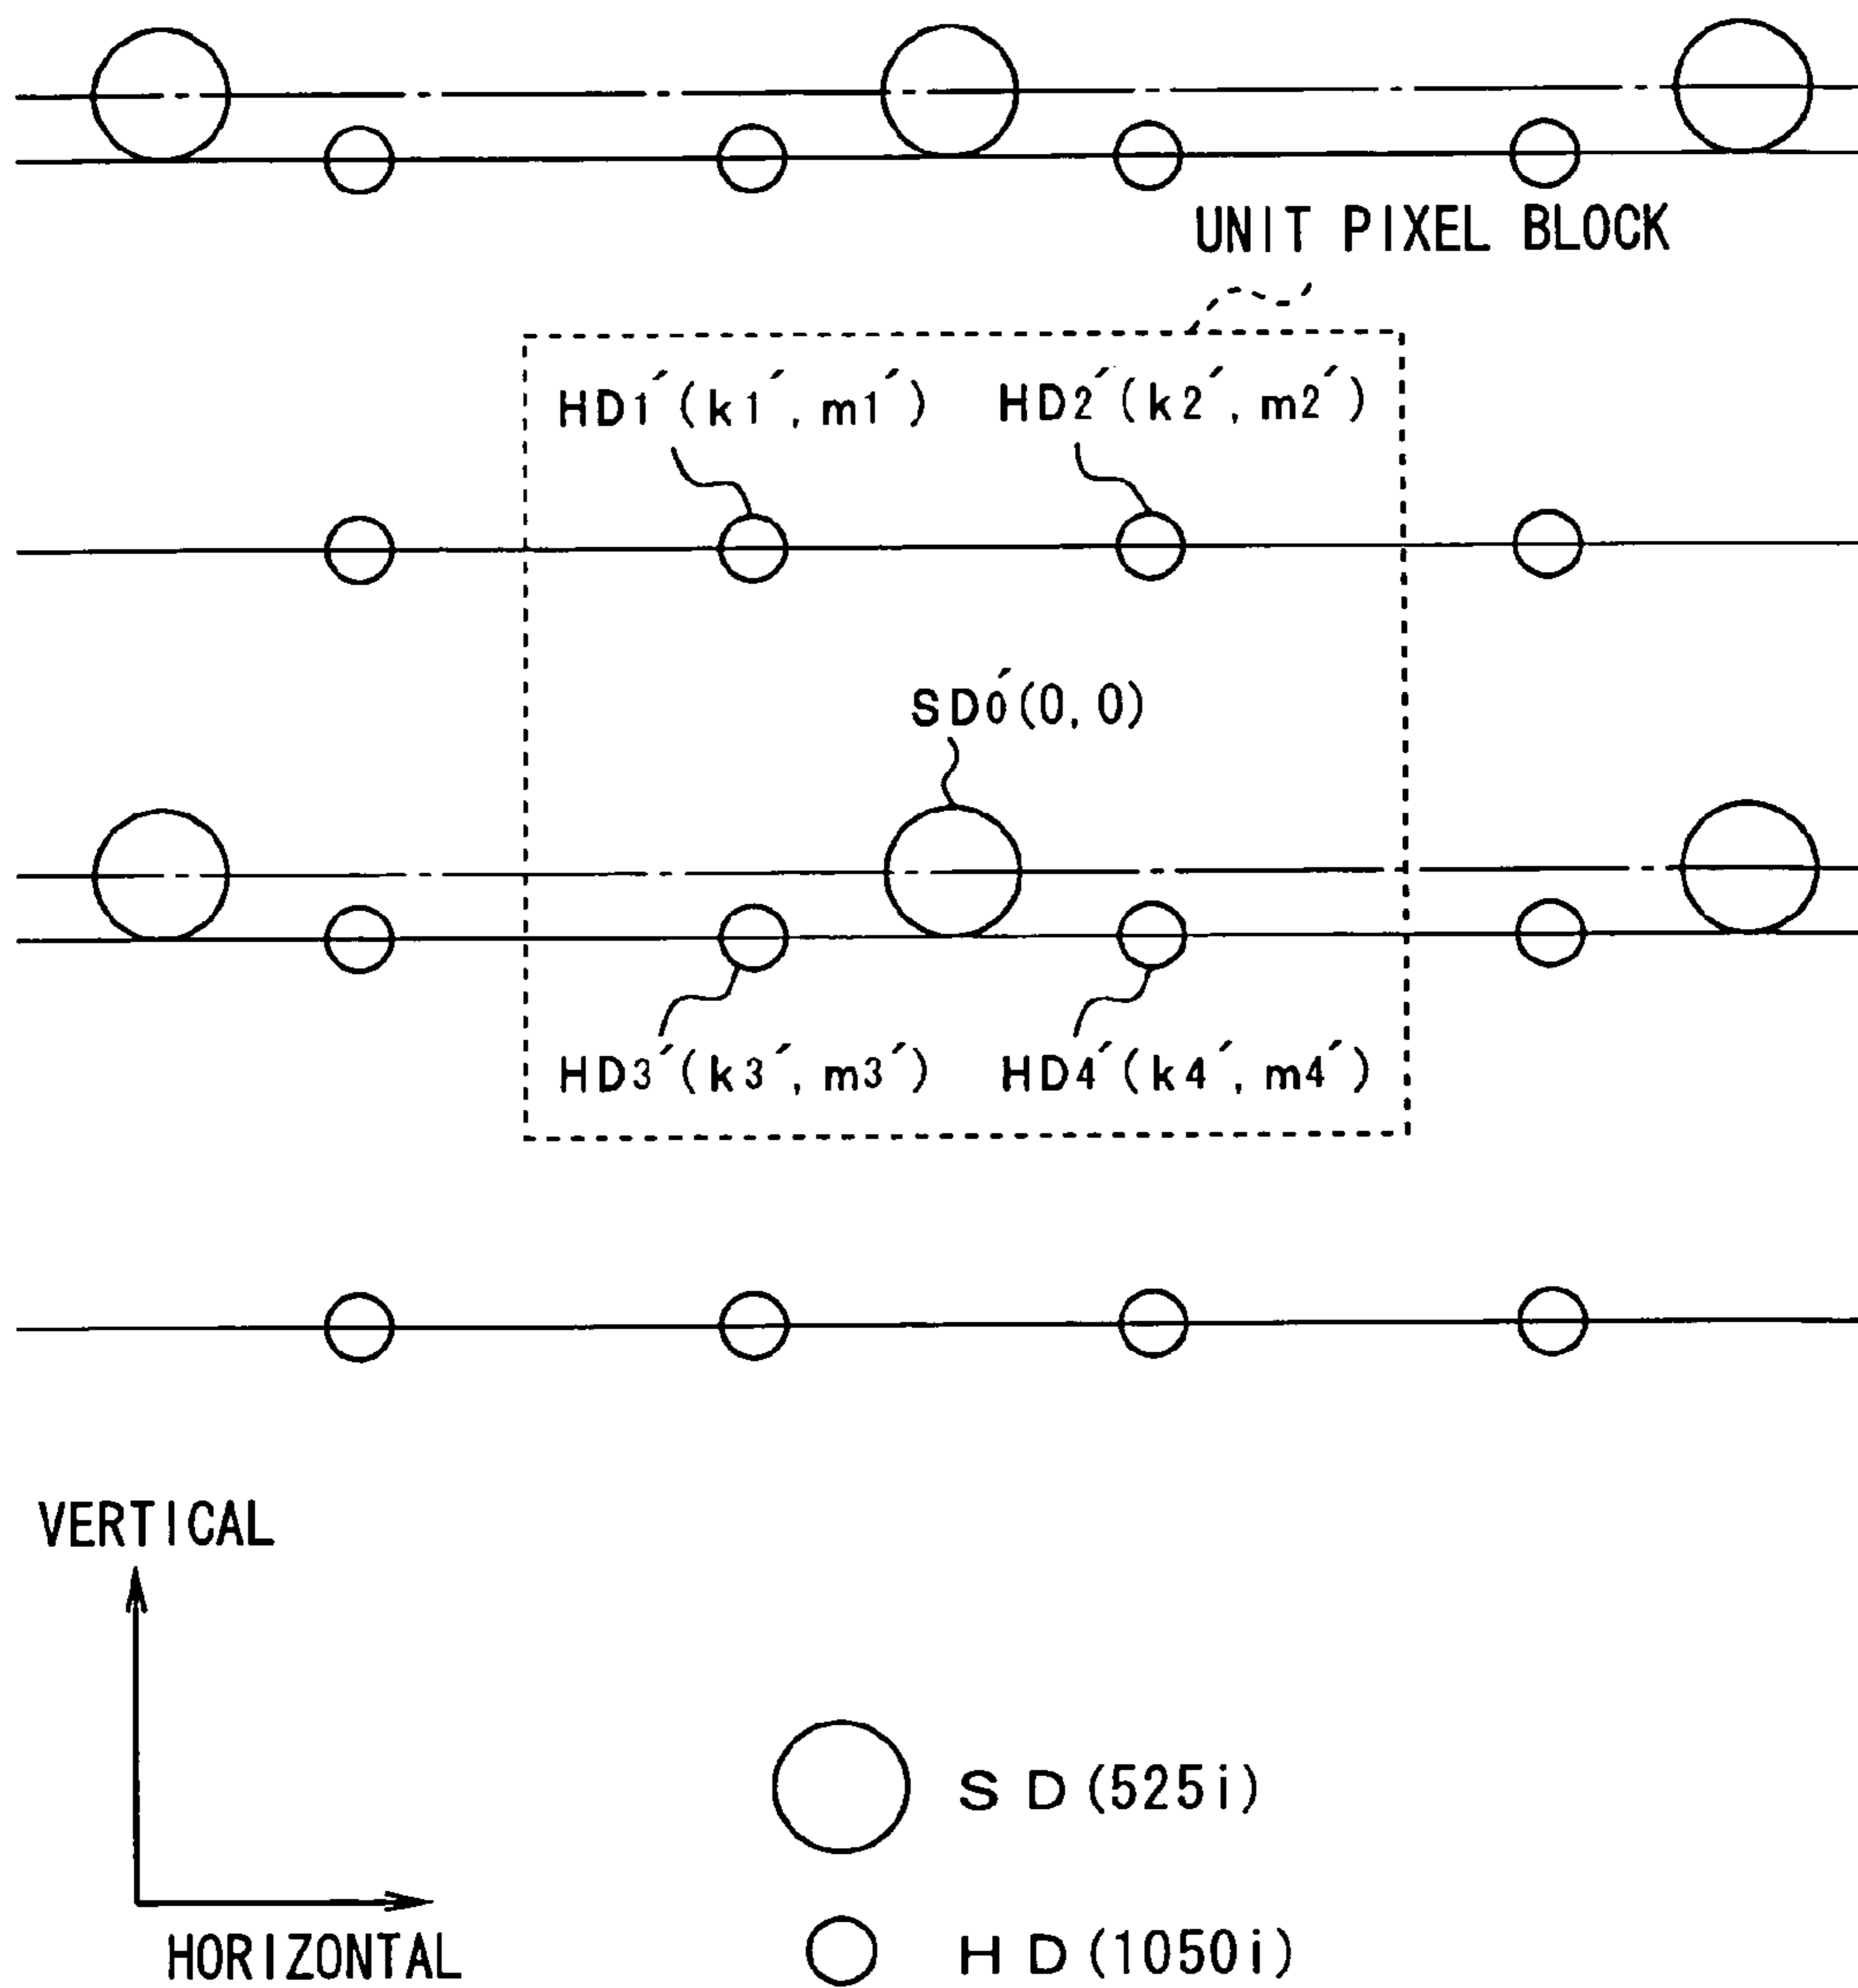 UNIT PIXEL BLOCK
HD1´(k1´, m1´) HD2´(k2´, m2´)
SD0´(0, 0)
HD3´(k3´, m3´) HD4´(k4´, m4´)
VERTICAL
HORIZONTAL
SD(525i)
HD(1050i)